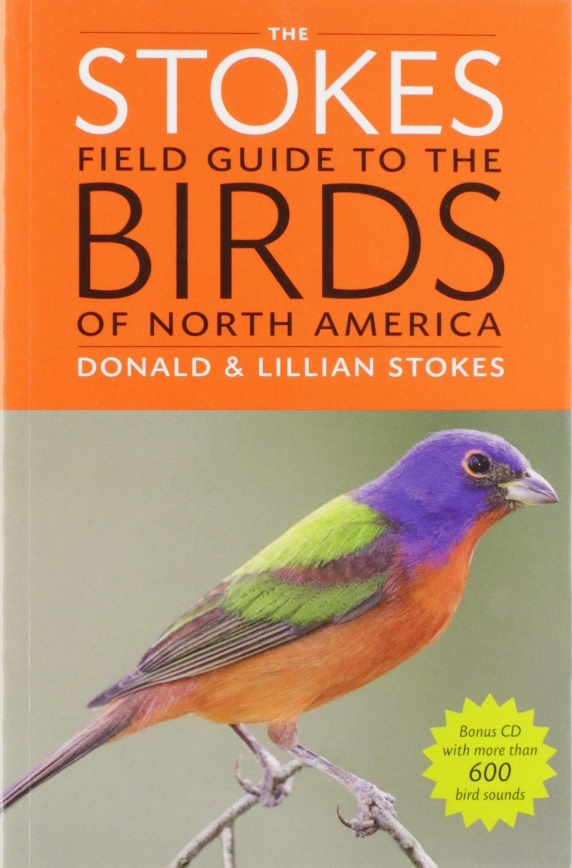 THE
STOKES
FIELD GUIDE TO THE
BIRDS
OF NORTH AMERICA
DONALD & LILLIAN STOKES
Bonus CD
with more than
600
bird sounds